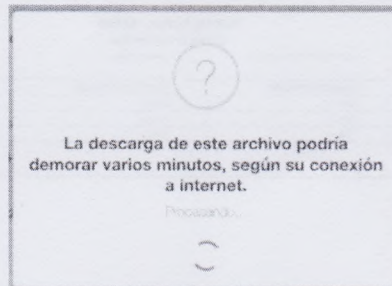 ?
La descarga de este archivo podría
demorar varios minutos, según su conexión
a internet.
Procesando...